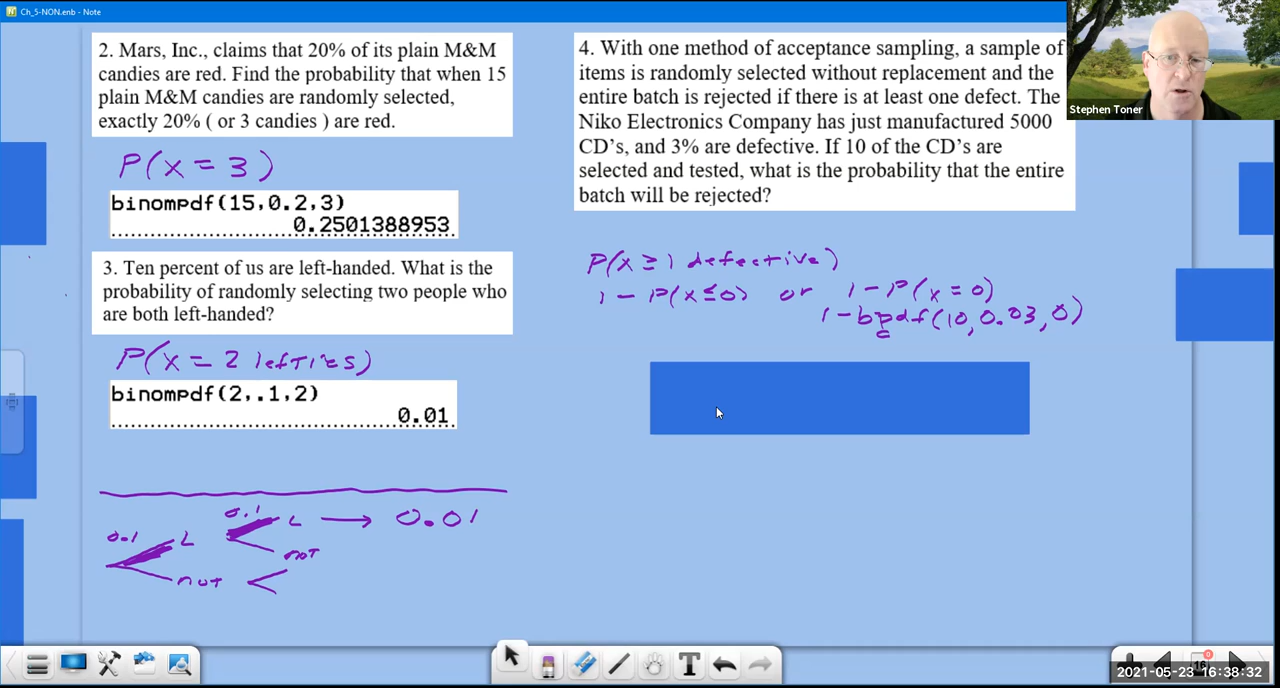 Ch_5-NON.enb - Note
2. Mars, Inc., claims that 20% of its plain M&M
candies are red. Find the probability that when 15
plain M&M candies are randomly selected,
exactly 20% ( or 3 candies ) are red.
P(x = 3)
binompdf(15,0.2,3)
0.2501388953
3. Ten percent of us are left-handed. What is the
probability of randomly selecting two people who
are both left-handed?
P(x = 2 lefties)
binompdf(2,.1,2)
0.01
0.1 L → 0.01
0.1 L
not
not
4. With one method of acceptance sampling, a sample of
items is randomly selected without replacement and the
entire batch is rejected if there is at least one defect. The
Niko Electronics Company has just manufactured 5000
CD's, and 3% are defective. If 10 of the CD's are
selected and tested, what is the probability that the entire
batch will be rejected?
P(x ≥ 1 defective)
1 - P(x ≤ 0) or 1 - P(x = 0)
1 - bpdf(10, 0.03, 0)
c
Stephen Toner
T
16
0
2021-05-23 16:38:32